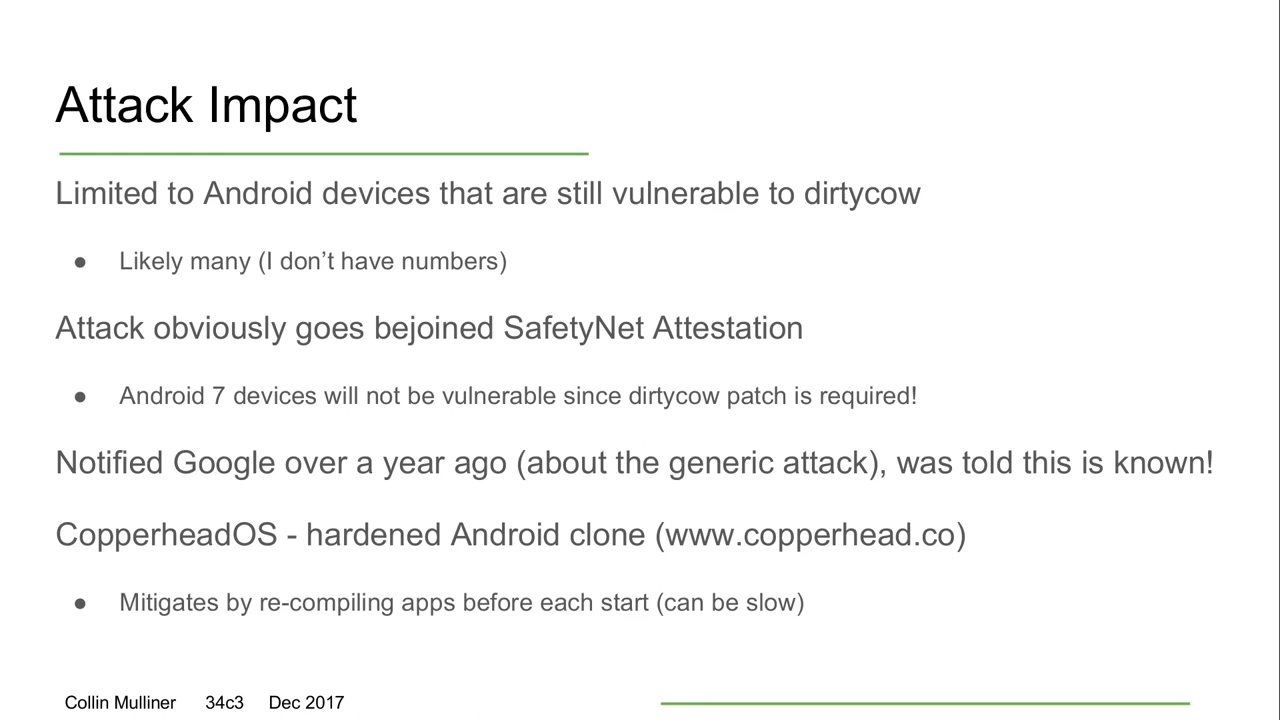 Attack Impact
Limited to Android devices that are still vulnerable to dirtycow
● Likely many (I don’t have numbers)
Attack obviously goes bejoined SafetyNet Attestation
● Android 7 devices will not be vulnerable since dirtycow patch is required!
Notified Google over a year ago (about the generic attack), was told this is known!
CopperheadOS - hardened Android clone (www.copperhead.co)
● Mitigates by re-compiling apps before each start (can be slow)
Collin Mulliner 34c3 Dec 2017